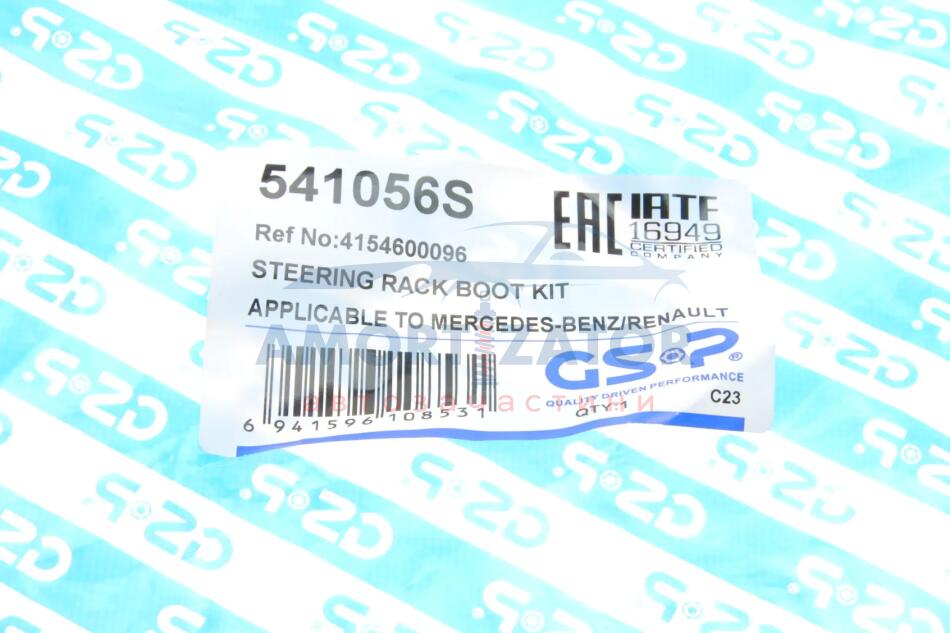 541056S
EAC
IATF
16949
CERTIFIED
COMPANY
Ref No:4154600096
STEERING RACK BOOT KIT
APPLICABLE TO MERCEDES-BENZ/RENAULT
AMORTIZATOR
автозапчастини
GSP®
QUALITY DRIVEN PERFORMANCE
QTY:1
C23
6 941596 108531